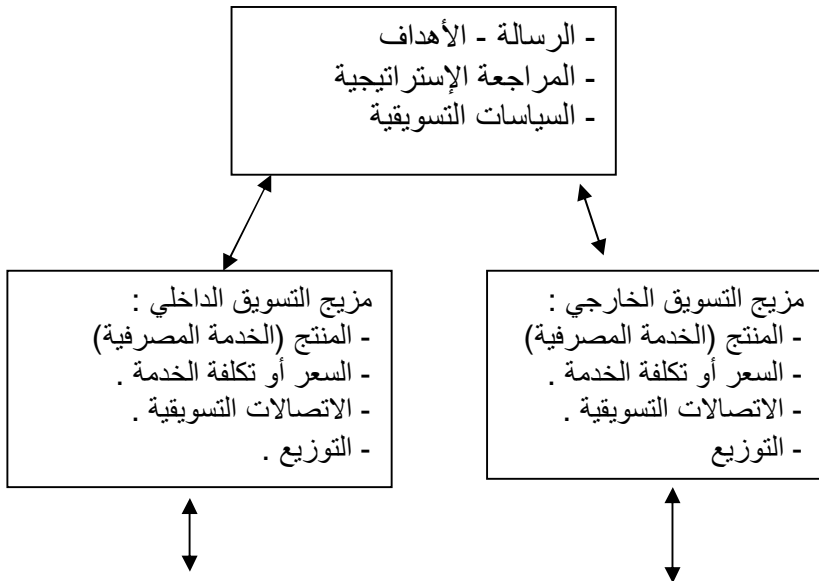 - الرسالة - الأهداف
- المراجعة الإستراتيجية
- السياسات التسويقية
مزيج التسويق الخارجي :
- المنتج (الخدمة المصرفية)
- السعر أو تكلفة الخدمة .
- الاتصالات التسويقية .
- التوزيع
مزيج التسويق الداخلي :
- المنتج (الخدمة المصرفية)
- السعر أو تكلفة الخدمة .
- الاتصالات التسويقية .
- التوزيع .